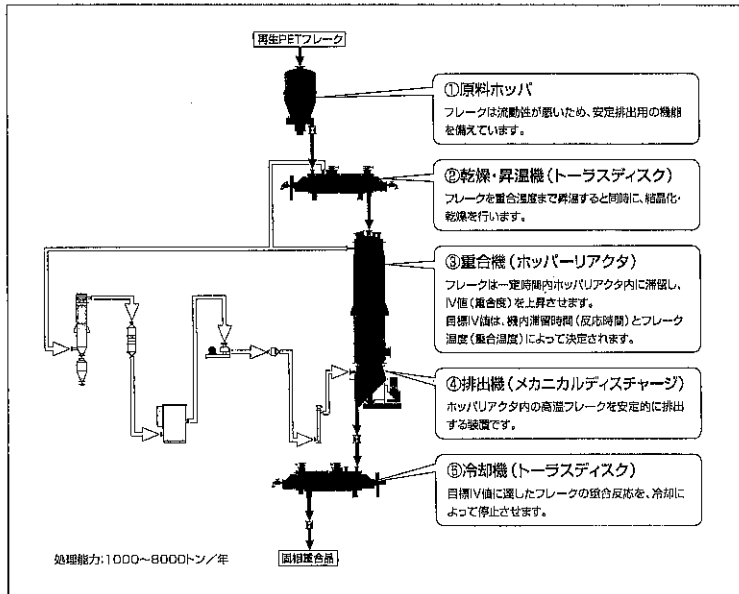 再生PETフレーク
①原料ホッパ
フレークは流動性が悪いため、安定排出用の機能
を備えています。
②乾燥・昇温機(トーラスディスク)
フレークを重合温度まで昇温すると同時に、結晶化・
乾燥を行います。
③重合機(ホッパーリアクタ)
フレークは一定時間内ホッパリアクタ内に滞留し、
IV値(重合度)を上昇させます。
目標IV値は、機内滞留時間(反応時間)とフレーク
温度(重合温度)によって決定されます。
④排出機(メカニカルディスチャージ)
ホッパリアクタ内の高温フレークを安定的に排出
する装置です。
⑤冷却機(トーラスディスク)
目標IV値に達したフレークの重合反応を、冷却に
よって停止させます。
固相重合品
処理能力:1000〜8000トン/年